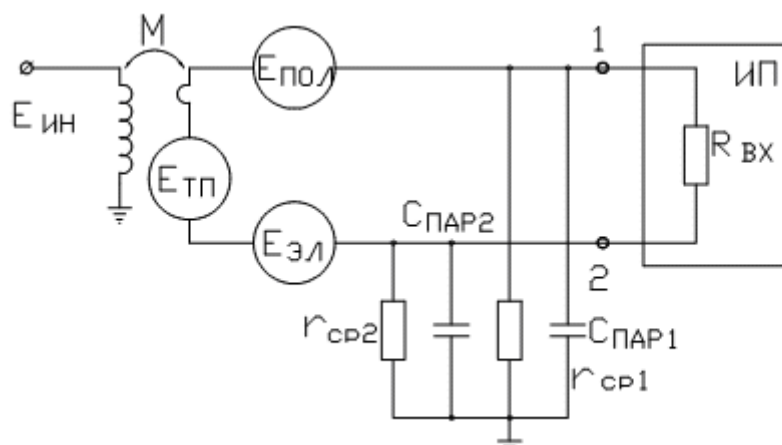 M
E ПОЛ
1
ИП
E ИН
R ВХ
E ТП
C ПАР2
E ЭЛ
2
r ср2
C ПАР1
r ср1